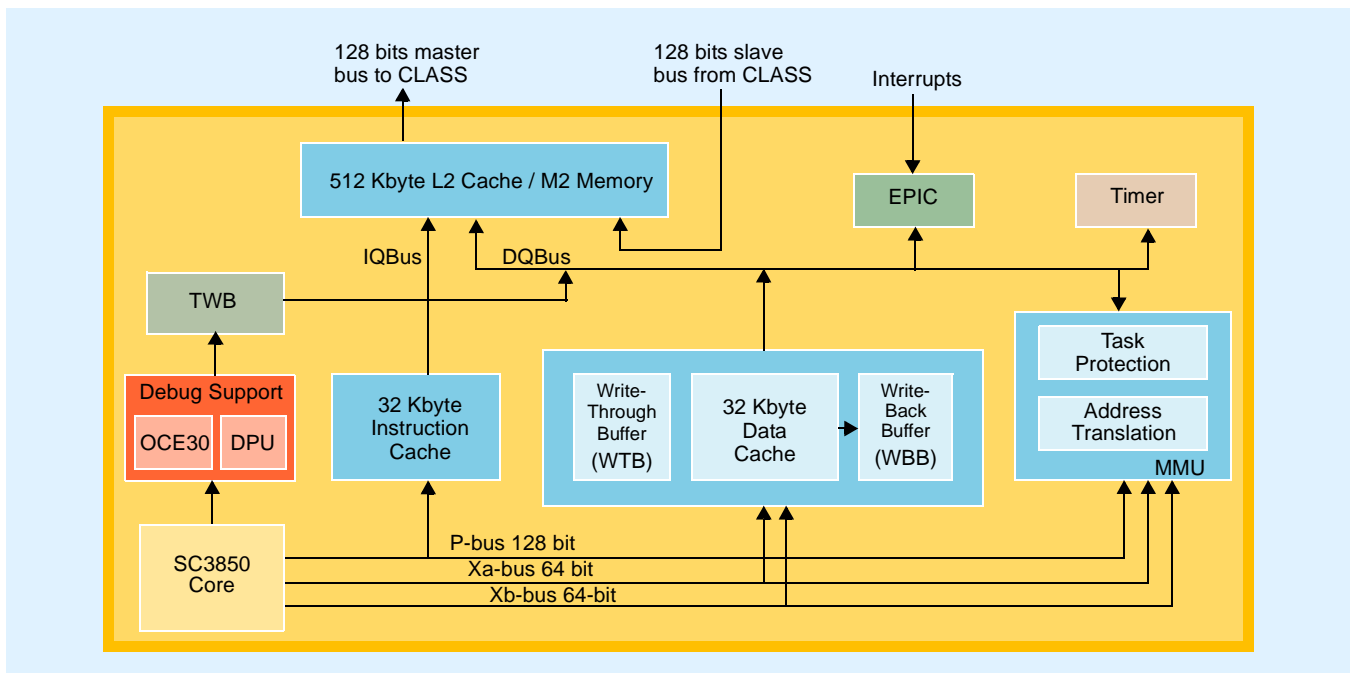 128 bits master
bus to CLASS
128 bits slave
bus from CLASS
Interrupts
512 Kbyte L2 Cache / M2 Memory
EPIC
Timer
IQBus
DQBus
TWB
Task
Protection
Debug Support
OCE30
DPU
32 Kbyte
Instruction
Cache
Write-
Through
Buffer
(WTB)
32 Kbyte
Data
Cache
Write-
Back
Buffer
(WBB)
Address
Translation
MMU
SC3850
Core
P-bus 128 bit
Xa-bus 64 bit
Xb-bus 64-bit